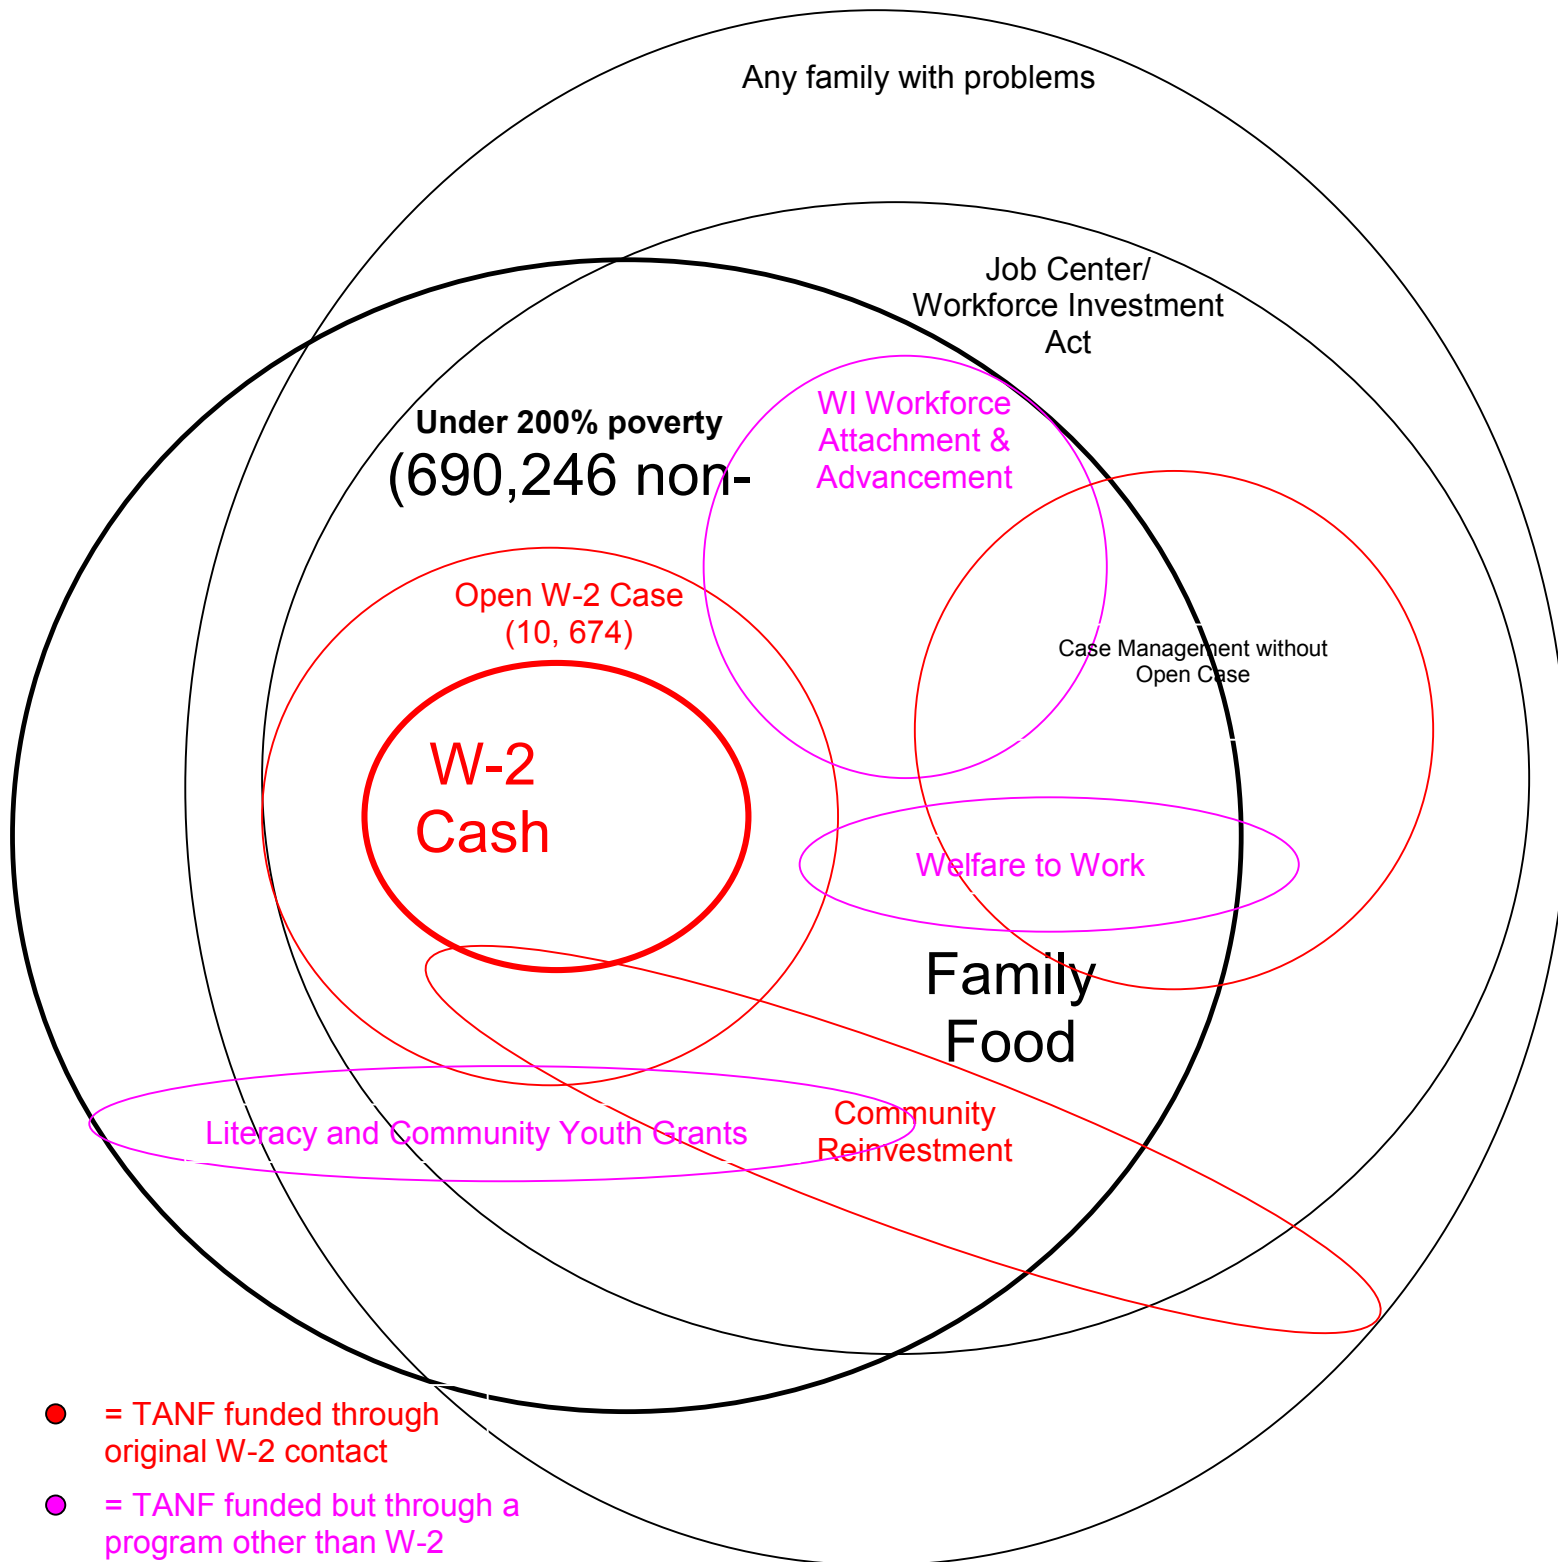 Any family with problems
Job Center/
Workforce Investment
Act
WI Workforce
Attachment &
Advancement
Under 200% poverty
(690,246 non-
Open W-2 Case
(10, 674)
Case Management without
Open Case
W-2
Cash
Welfare to Work
Family
Food
Community
Reinvestment
Literacy and Community Youth Grants
= TANF funded through
original W-2 contact
= TANF funded but through a
program other than W-2